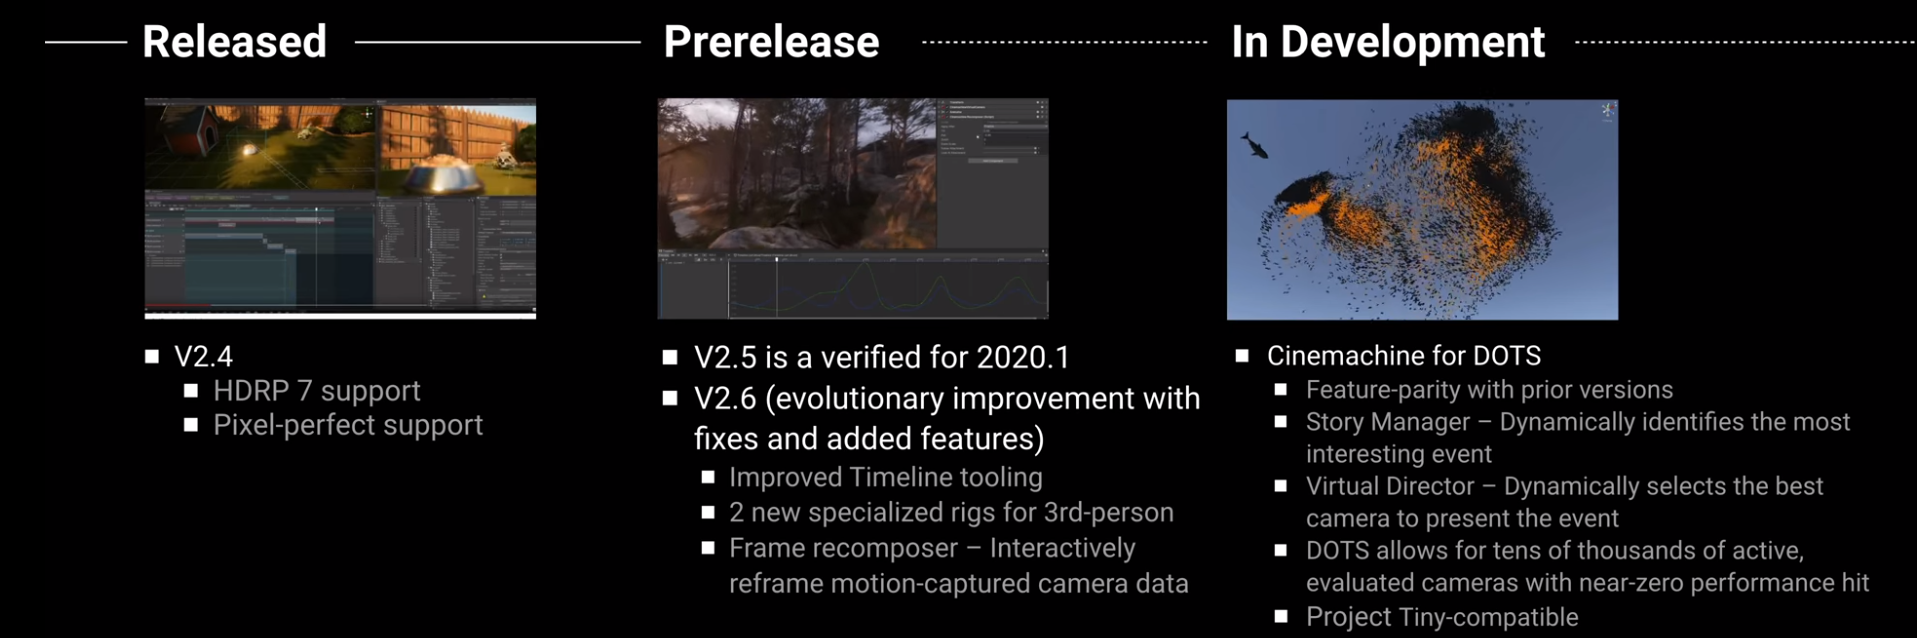 Released
V2.4
HDRP 7 support
Pixel-perfect support
Prerelease
V2.5 is a verified for 2020.1
V2.6 (evolutionary improvement with
fixes and added features)
Improved Timeline tooling
2 new specialized rigs for 3rd-person
Frame recomposer – Interactively
reframe motion-captured camera data
In Development
Cinemachine for DOTS
Feature-parity with prior versions
Story Manager – Dynamically identifies the most
interesting event
Virtual Director – Dynamically selects the best
camera to present the event
DOTS allows for tens of thousands of active,
evaluated cameras with near-zero performance hit
Project Tiny-compatible